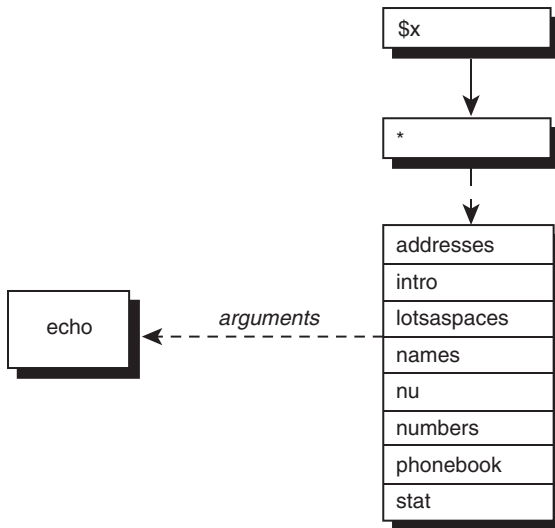 $x
*
addresses
intro
lotsaspaces
names
nu
numbers
phonebook
stat
arguments
echo